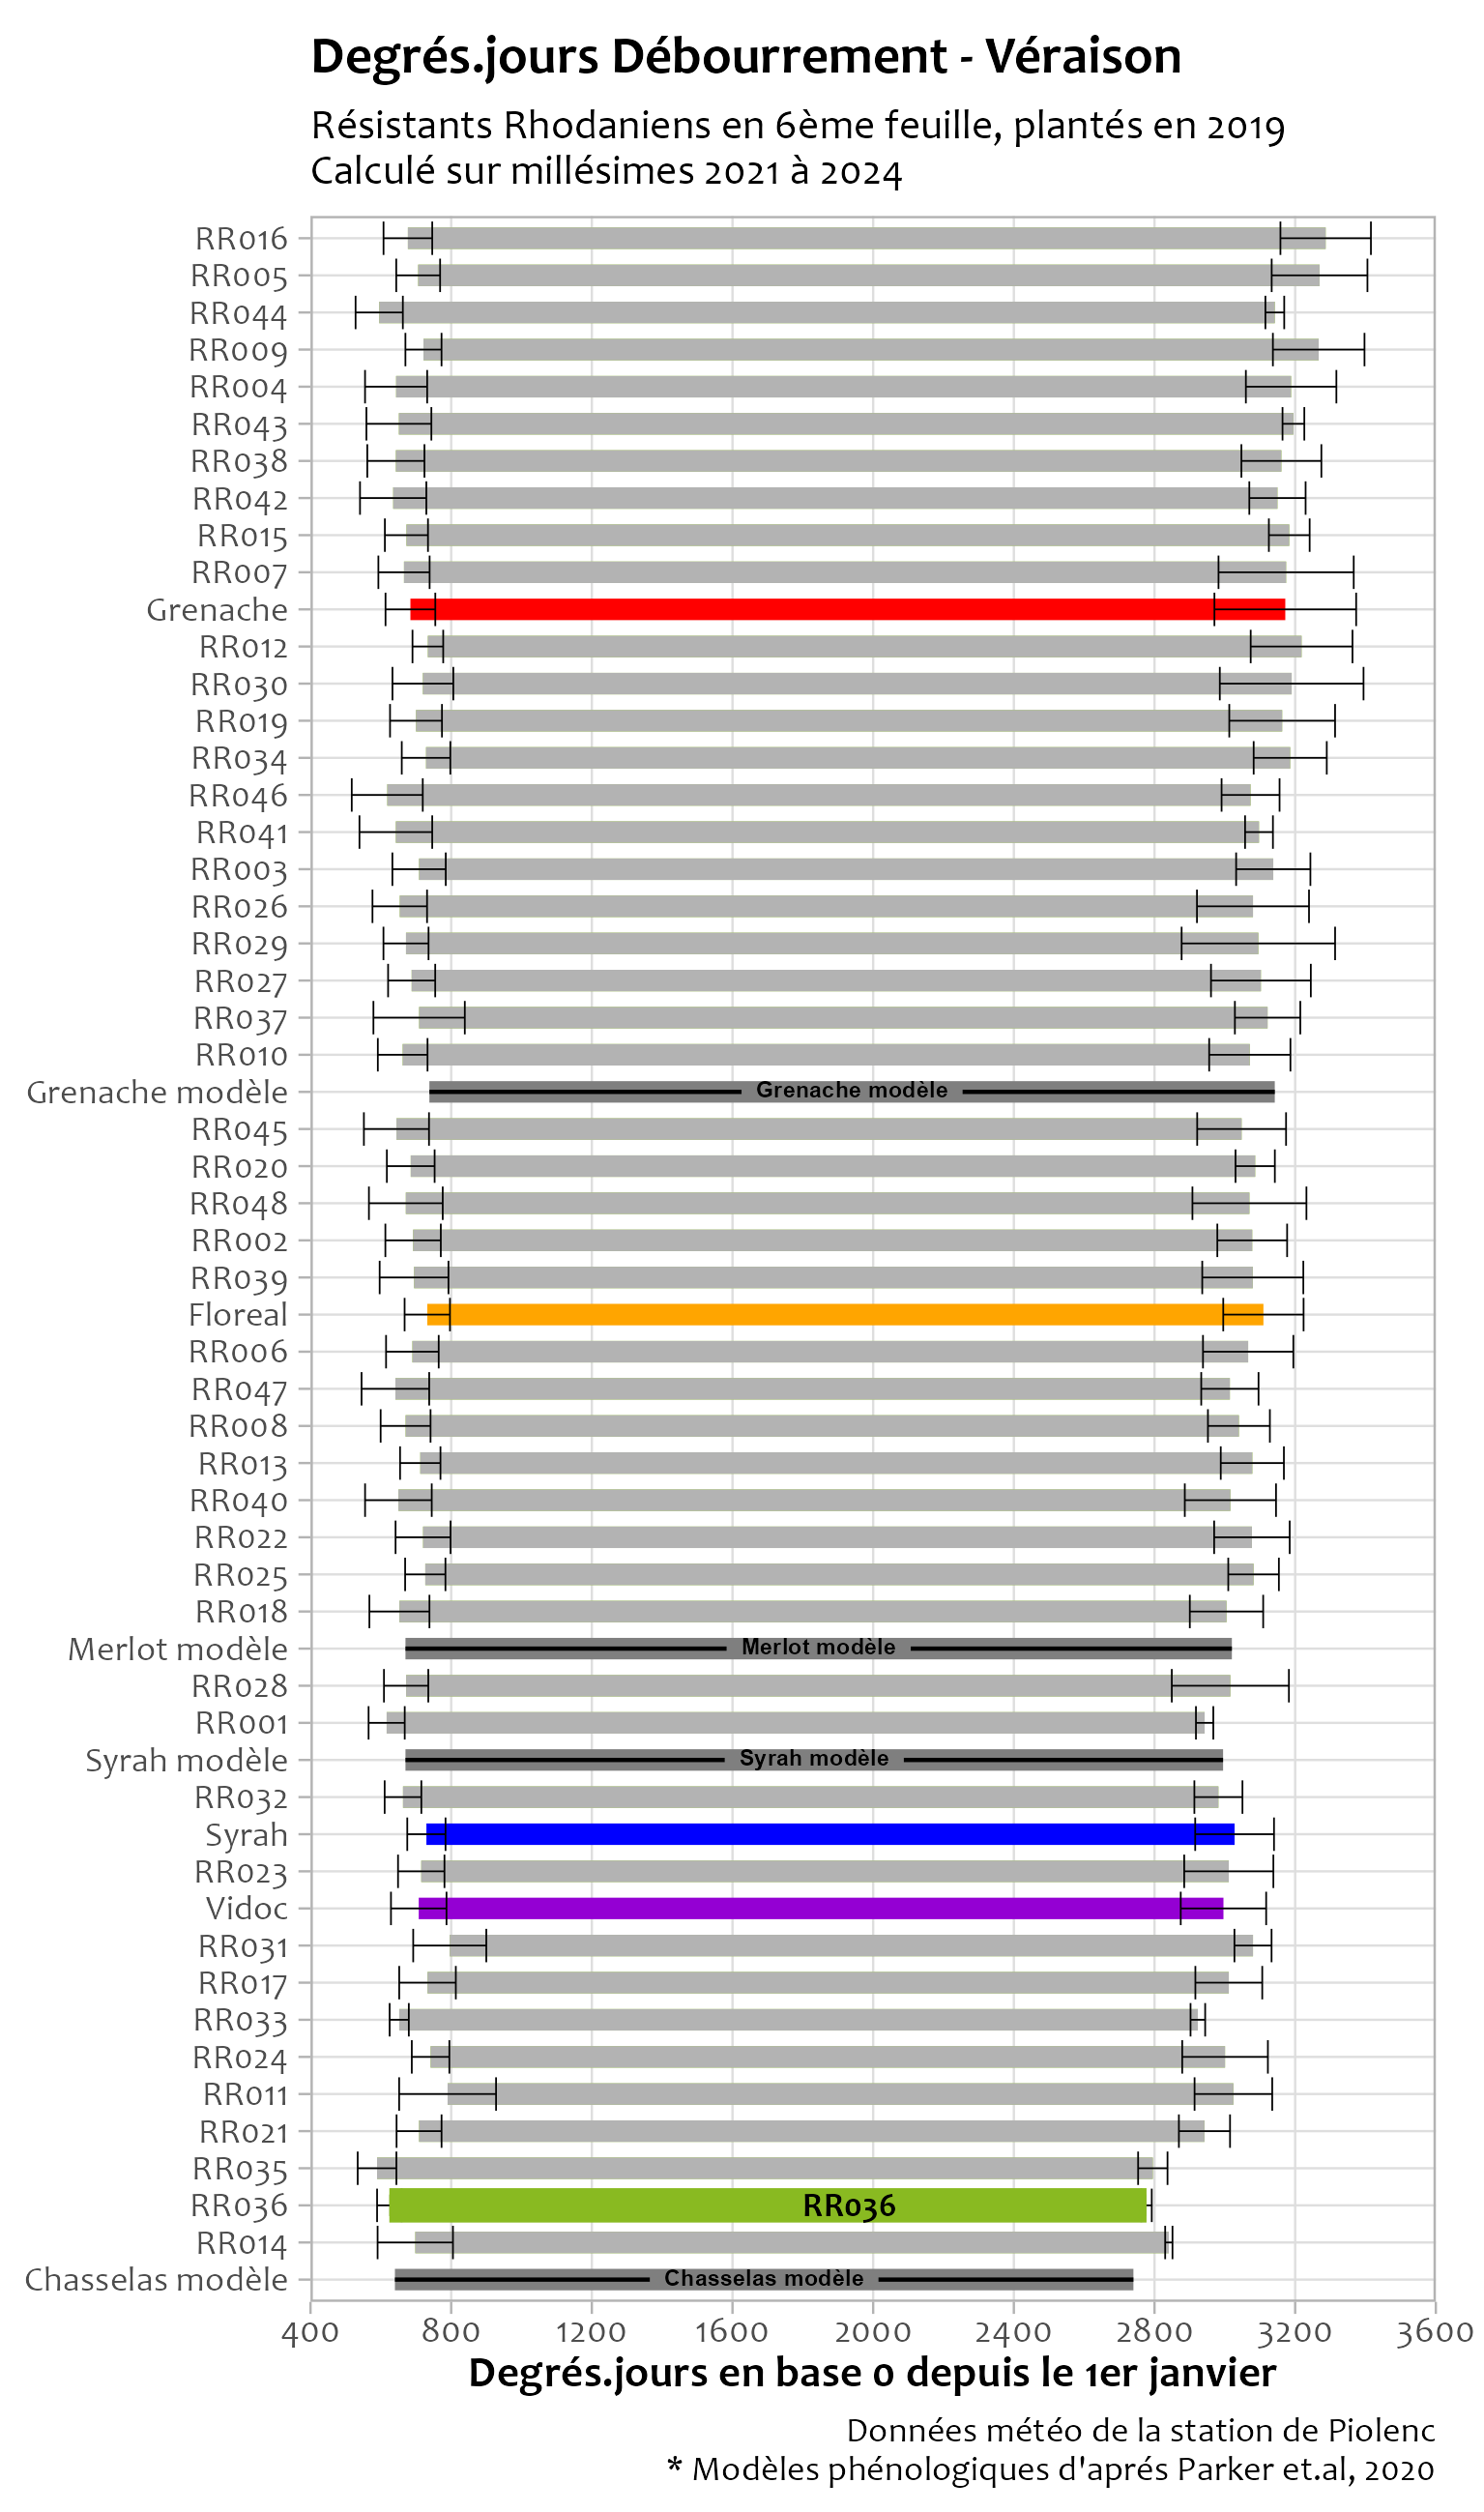 Degrés.jours Débourrement - Véraison
Résistants Rhodaniens en 6ème feuille, plantés en 2019
Calculé sur millésimes 2021 à 2024
RR016
RR005
RR044
RR009
RR004
RR043
RR038
RR042
RR015
RR007
Grenache
RR012
RR030
RR019
RR034
RR046
RR041
RR003
RR026
RR029
RR027
RR037
RR010
Grenache modèle Grenache modèle
RR045
RR020
RR048
RR002
RR039
Floreal
RR006
RR047
RR008
RR013
RR040
RR022
RR025
RR018
Merlot modèle Merlot modèle
RR028
RR001
Syrah modèle Syrah modèle
RR032
Syrah
RR023
Vidoc
RR031
RR017
RR033
RR024
RR011
RR021
RR035
RR036 RR036
RR014
Chasselas modèle Chasselas modèle
400 800 1200 1600 2000 2400 2800 3200 3600
Degrés.jours en base 0 depuis le 1er janvier
Données météo de la station de Piolenc
* Modèles phénologiques d'aprés Parker et.al, 2020